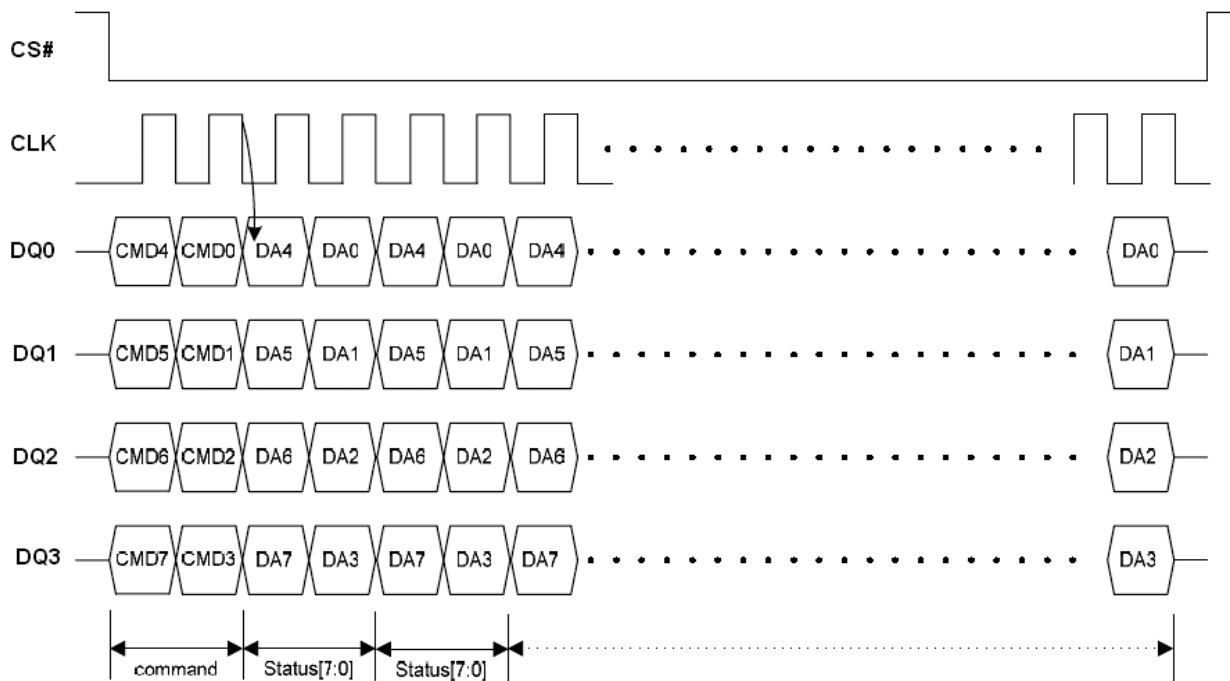 CS#
CLK
DQ0 CMD4 CMD0 DA4 DA0 DA4 DA0 DA4 DA0
DQ1 CMD5 CMD1 DA5 DA1 DA5 DA1 DA5 DA1
DQ2 CMD6 CMD2 DA6 DA2 DA6 DA2 DA6 DA2
DQ3 CMD7 CMD3 DA7 DA3 DA7 DA3 DA7 DA3
command Status[7:0] Status[7:0]